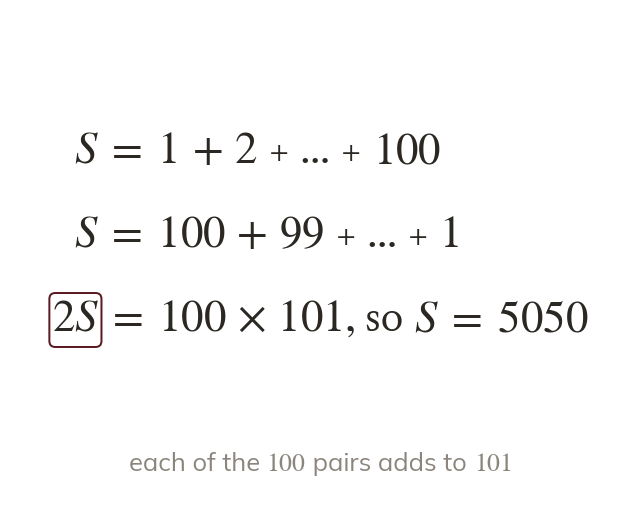 S = 1 + 2 + ... + 100
S = 100 + 99 + ... + 1
2S = 100 × 101, so S = 5050
each of the 100 pairs adds to 101